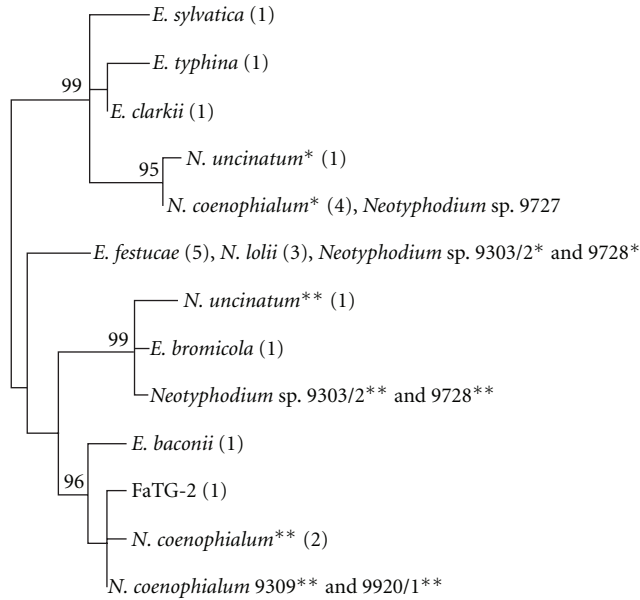 E. sylvatica (1)
E. typhina (1)
99
E. clarkii (1)
N. uncinatum* (1)
95
N. coenophialum* (4), Neotyphodium sp. 9727
E. festucae (5), N. lolii (3), Neotyphodium sp. 9303/2* and 9728*
N. uncinatum** (1)
99
E. bromicola (1)
Neotyphodium sp. 9303/2** and 9728**
E. baconii (1)
96
FaTG-2 (1)
N. coenophialum** (2)
N. coenophialum 9309** and 9920/1**